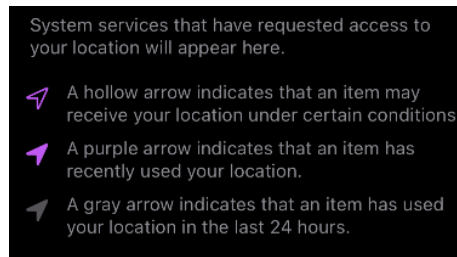 System services that have requested access to
your location will appear here.
A hollow arrow indicates that an item may
receive your location under certain conditions
A purple arrow indicates that an item has
recently used your location.
A gray arrow indicates that an item has used
your location in the last 24 hours.